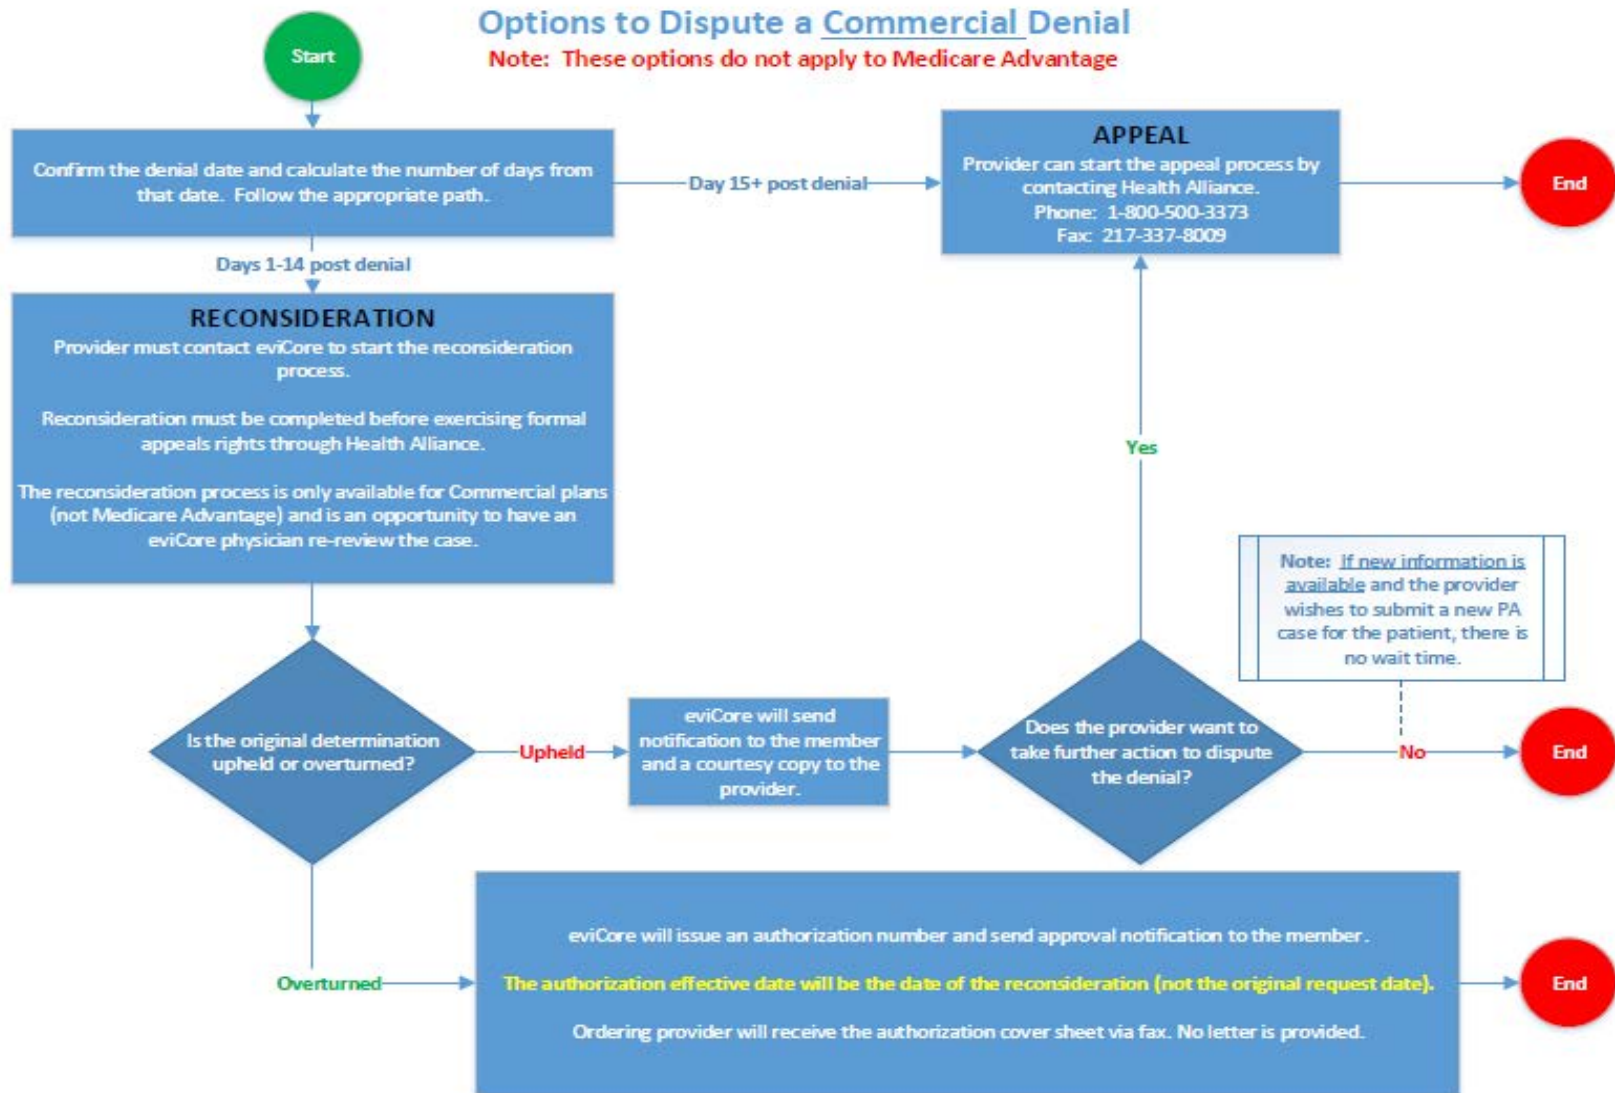 Options to Dispute a Commercial Denial
Note: These options do not apply to Medicare Advantage
Start
Confirm the denial date and calculate the number of days from
that date. Follow the appropriate path.
Day 15+ post denial
APPEAL
Provider can start the appeal process by
contacting Health Alliance.
Phone: 1-800-500-3373
Fax: 217-337-8009
End
Days 1-14 post denial
RECONSIDERATION
Provider must contact eviCore to start the reconsideration
process.
Reconsideration must be completed before exercising formal
appeals rights through Health Alliance.
The reconsideration process is only available for Commercial plans
(not Medicare Advantage) and is an opportunity to have an
eviCore physician re-review the case.
Yes
Note: If new information is
available and the provider
wishes to submit a new PA
case for the patient, there is
no wait time.
Is the original determination
upheld or overturned?
Upheld
eviCore will send
notification to the member
and a courtesy copy to the
provider.
Does the provider want to
take further action to dispute
the denial?
No
End
Overturned
eviCore will issue an authorization number and send approval notification to the member.
The authorization effective date will be the date of the reconsideration (not the original request date).
Ordering provider will receive the authorization cover sheet via fax. No letter is provided.
End